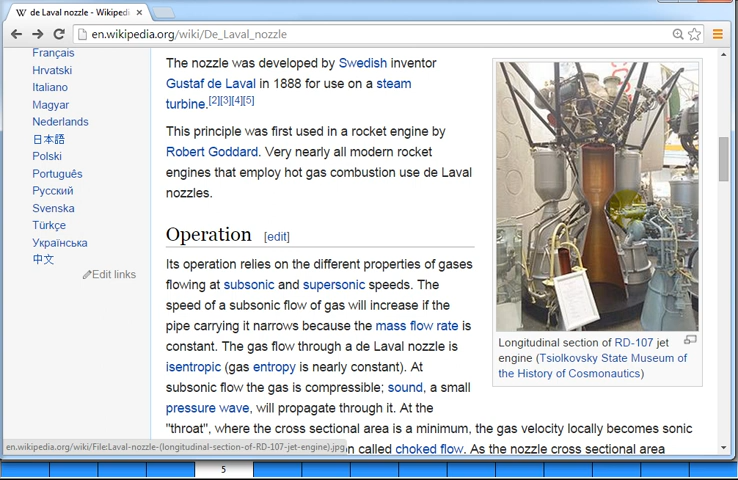 de Laval nozzle - Wikipedi
en.wikipedia.org/wiki/De_Laval_nozzle
Français
Hrvatski
Italiano
Magyar
Nederlands
日本語
Polski
Português
Русский
Svenska
Türkçe
Українська
中文
Edit links
The nozzle was developed by Swedish inventor
Gustaf de Laval in 1888 for use on a steam
turbine.[2][3][4][5]
This principle was first used in a rocket engine by
Robert Goddard. Very nearly all modern rocket
engines that employ hot gas combustion use de Laval
nozzles.
Operation [edit]
Its operation relies on the different properties of gases
flowing at subsonic and supersonic speeds. The
speed of a subsonic flow of gas will increase if the
pipe carrying it narrows because the mass flow rate is
constant. The gas flow through a de Laval nozzle is
isentropic (gas entropy is nearly constant). At
subsonic flow the gas is compressible; sound, a small
pressure wave, will propagate through it. At the
"throat", where the cross sectional area is a minimum, the gas velocity locally becomes sonic
n called choked flow. As the nozzle cross sectional area
Longitudinal section of RD-107 jet
engine (Tsiolkovsky State Museum of
the History of Cosmonautics)
en.wikipedia.org/wiki/File:Laval-nozzle-(longitudinal-section-of-RD-107-jet-engine).jpg
5